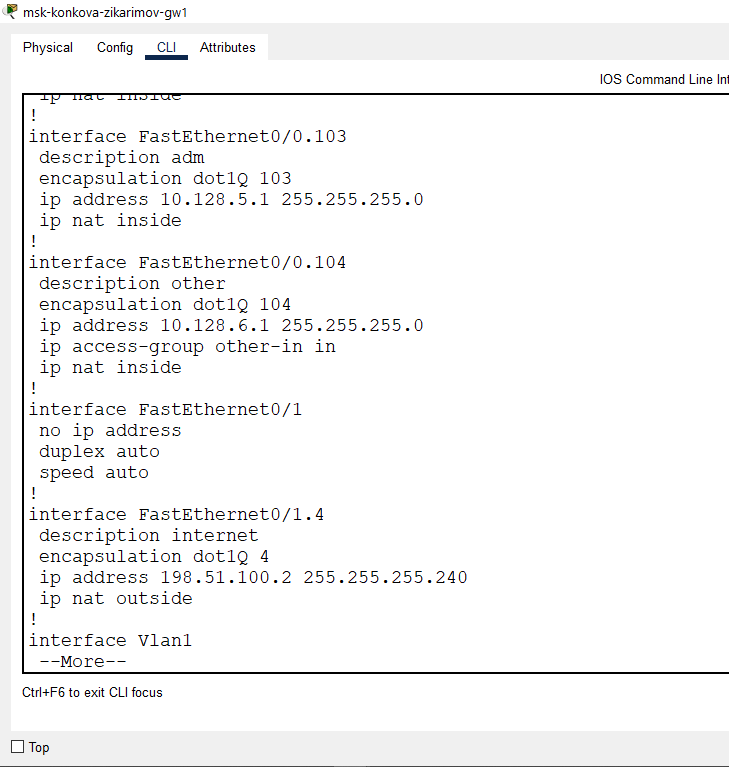 msk-konkova-zikarimov-gw1
Physical Config CLI Attributes
IOS Command Line Int
ip nat inside
!
interface FastEthernet0/0.103
description adm
encapsulation dot1Q 103
ip address 10.128.5.1 255.255.255.0
ip nat inside
!
interface FastEthernet0/0.104
description other
encapsulation dot1Q 104
ip address 10.128.6.1 255.255.255.0
ip access-group other-in in
ip nat inside
!
interface FastEthernet0/1
no ip address
duplex auto
speed auto
!
interface FastEthernet0/1.4
description internet
encapsulation dot1Q 4
ip address 198.51.100.2 255.255.255.240
ip nat outside
!
interface Vlan1
--More--
Ctrl+F6 to exit CLI focus
Top